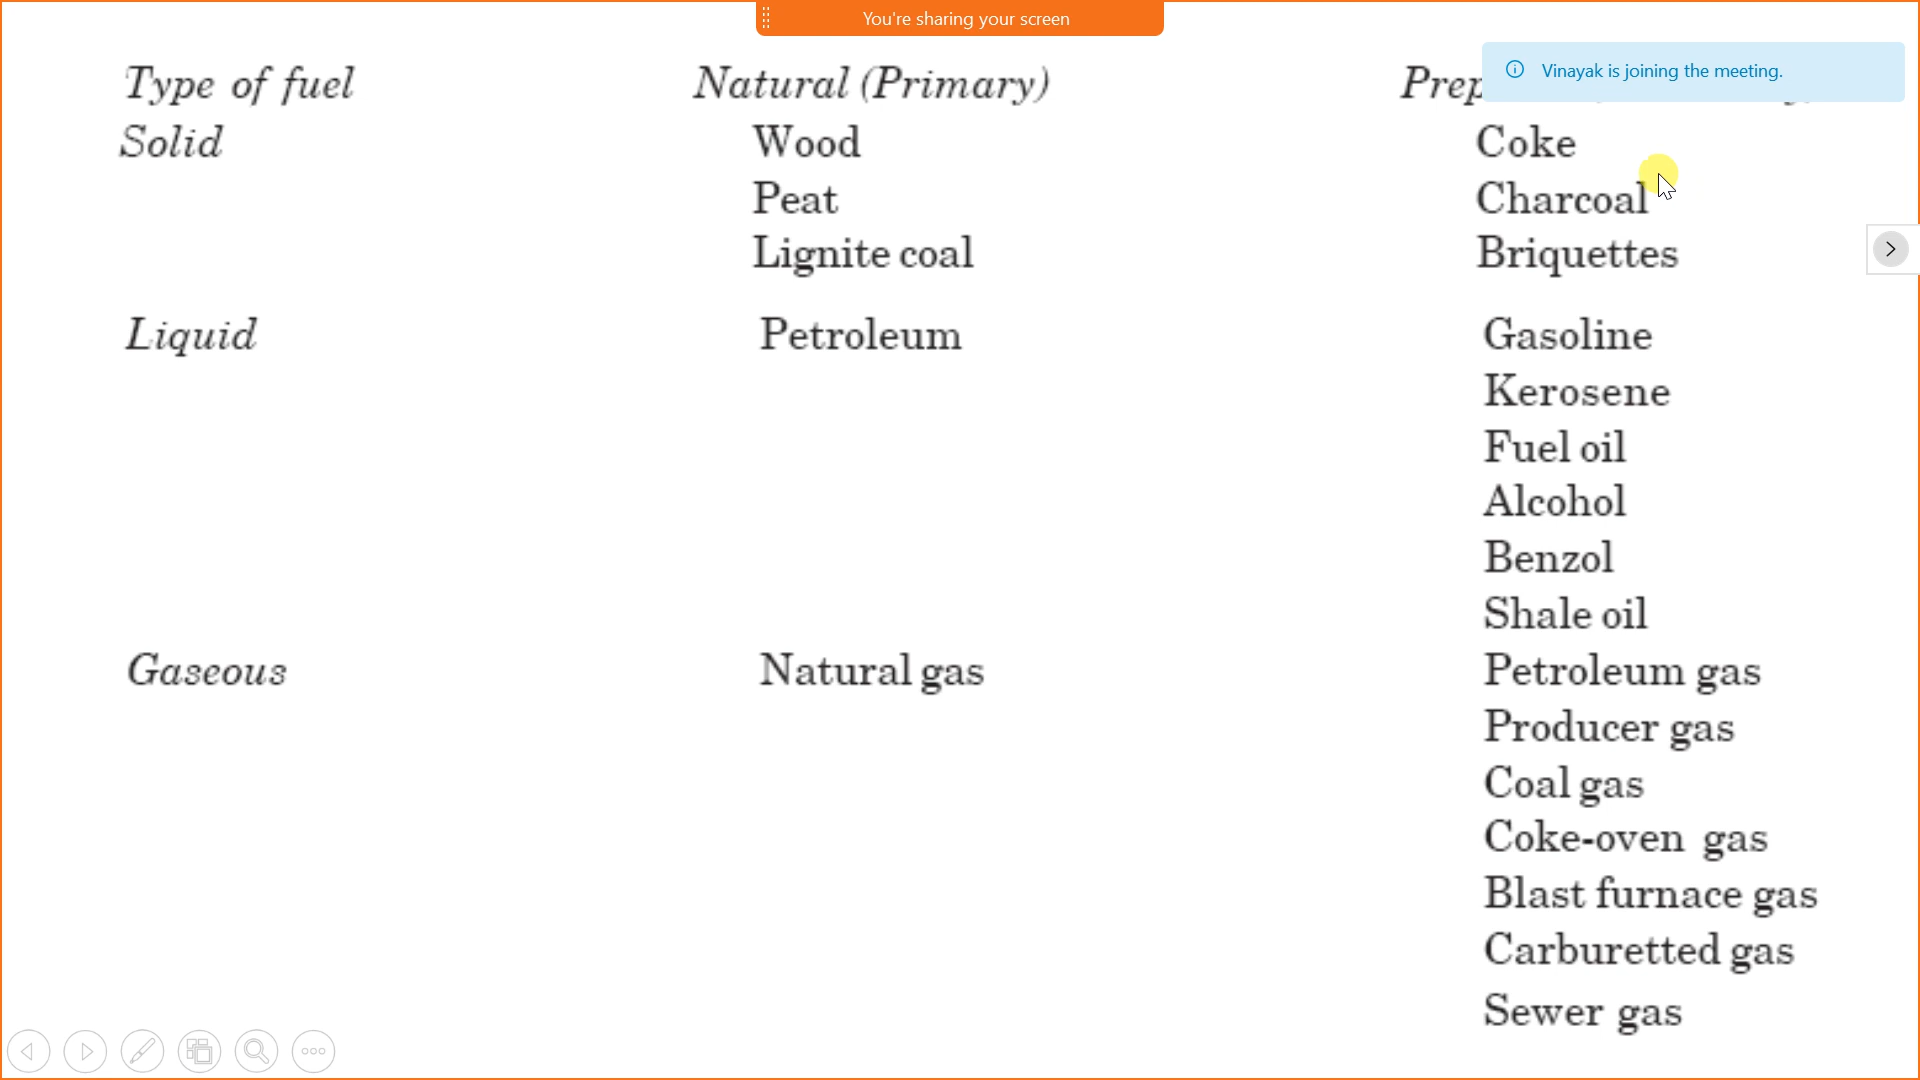 You're sharing your screen
Vinayak is joining the meeting.
Type of fuel Natural (Primary)
Solid Wood Coke
Peat Charcoal
Lignite coal Briquettes
Liquid Petroleum Gasoline
Kerosene
Fuel oil
Alcohol
Benzol
Shale oil
Gaseous Natural gas Petroleum gas
Producer gas
Coal gas
Coke-oven gas
Blast furnace gas
Carburetted gas
Sewer gas